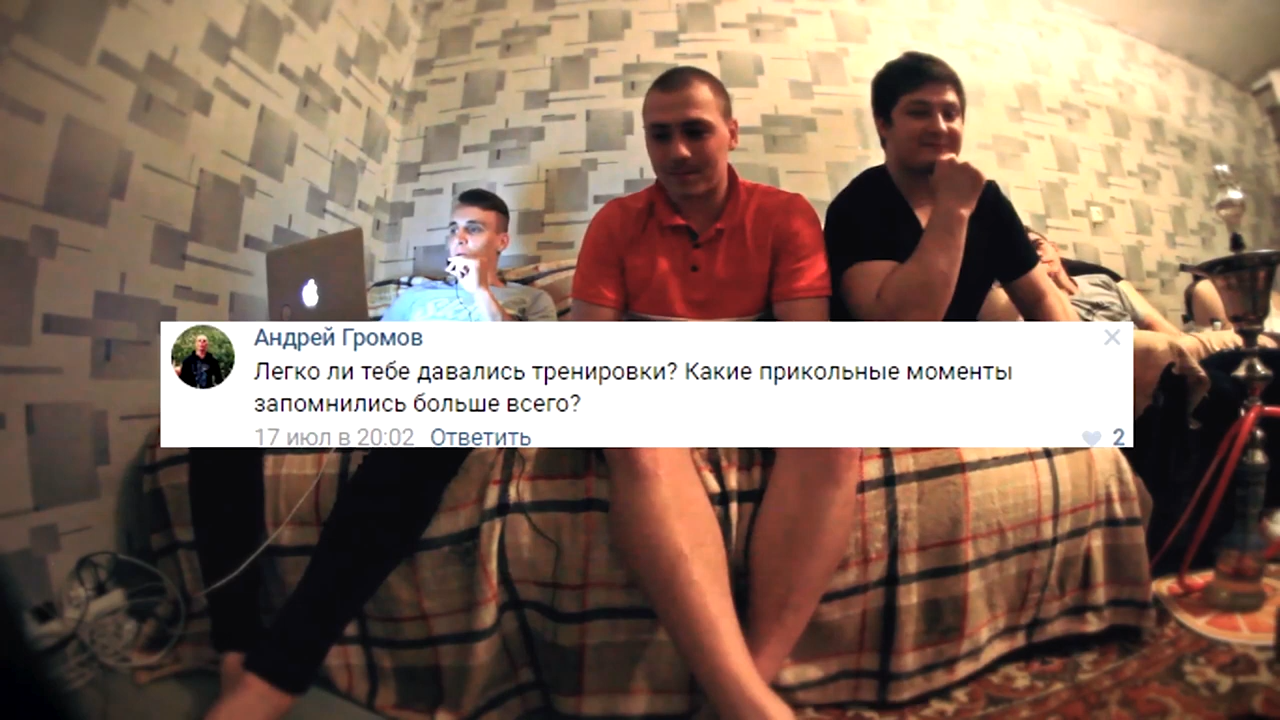 Андрей Громов
Легко ли тебе давались тренировки? Какие прикольные моменты
запомнились больше всего?
17 июл в 20:02 Ответить 2